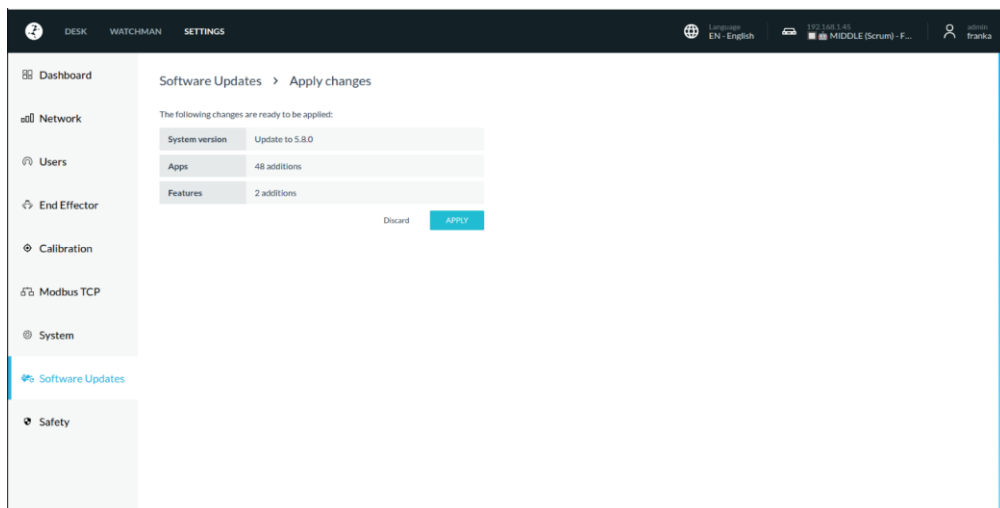 DESK WATCHMAN SETTINGS
Language
EN - English
192.168.1.45
MIDDLE (Scrum) - F...
admin
franka
Dashboard
Network
Users
End Effector
Calibration
Modbus TCP
System
Software Updates
Safety
Software Updates > Apply changes
The following changes are ready to be applied:
System version Update to 5.8.0
Apps 48 additions
Features 2 additions
Discard APPLY